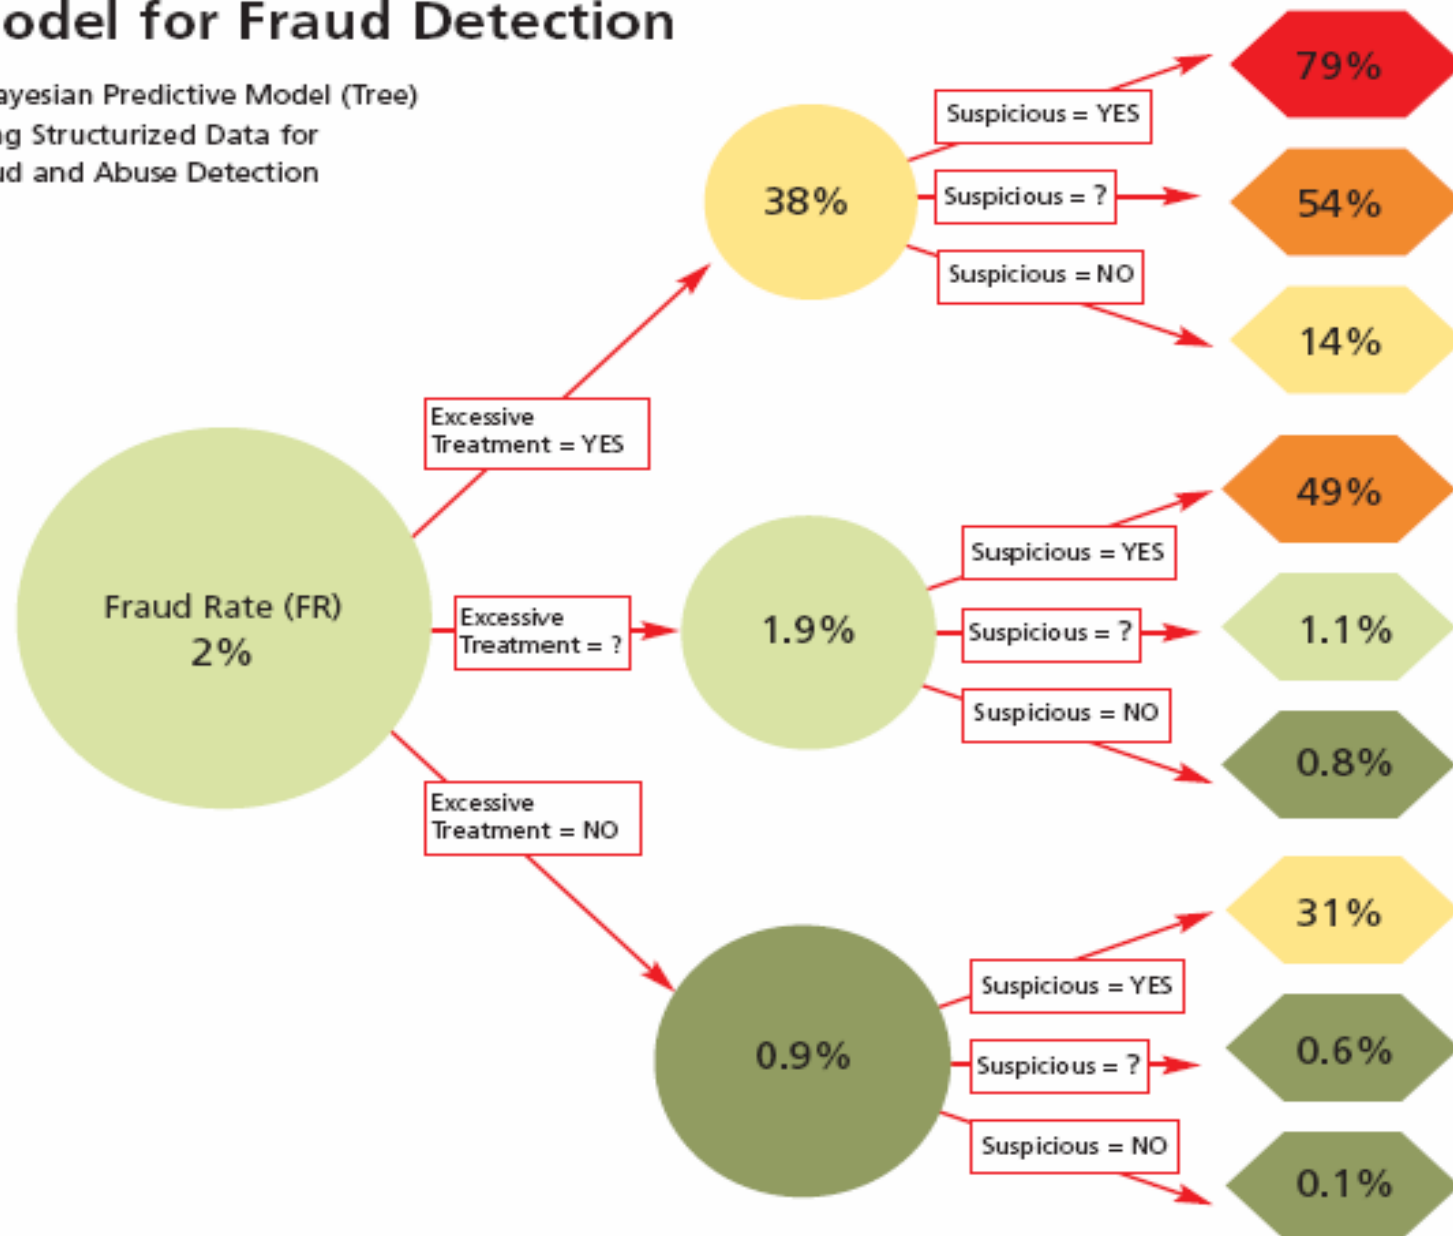 odel for Fraud Detection
ayesian Predictive Model (Tree)
ng Structurized Data for
ud and Abuse Detection
Fraud Rate (FR)
2%
Excessive
Treatment = YES
38%
Suspicious = YES
79%
Suspicious = ?
54%
Suspicious = NO
14%
Excessive
Treatment = ?
1.9%
Suspicious = YES
49%
Suspicious = ?
1.1%
Suspicious = NO
0.8%
Excessive
Treatment = NO
0.9%
Suspicious = YES
31%
Suspicious = ?
0.6%
Suspicious = NO
0.1%